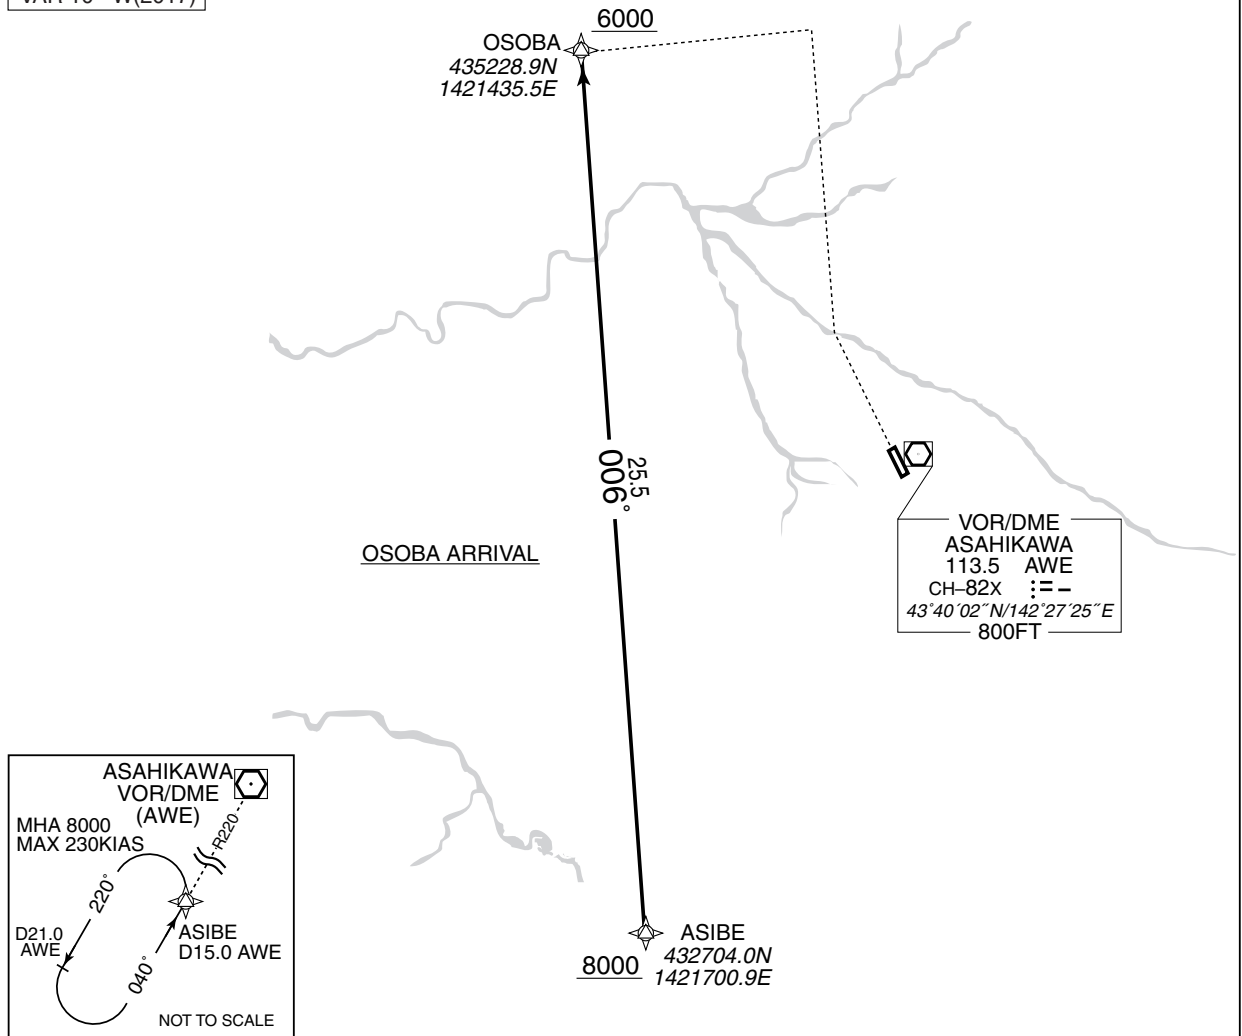 6000
OSOBA
435228.9N
1421435.5E
25.5
006°
OSOBA ARRIVAL
VOR/DME
ASAHIKAWA
113.5 AWE
CH–82X
43°40´02˝N/142°27´25˝E
800FT
ASIBE
432704.0N
1421700.9E
8000
ASAHIKAWA
VOR/DME
(AWE)
MHA 8000
MAX 230KIAS
R220
220°
D21.0
AWE
ASIBE
D15.0 AWE
040°
NOT TO SCALE